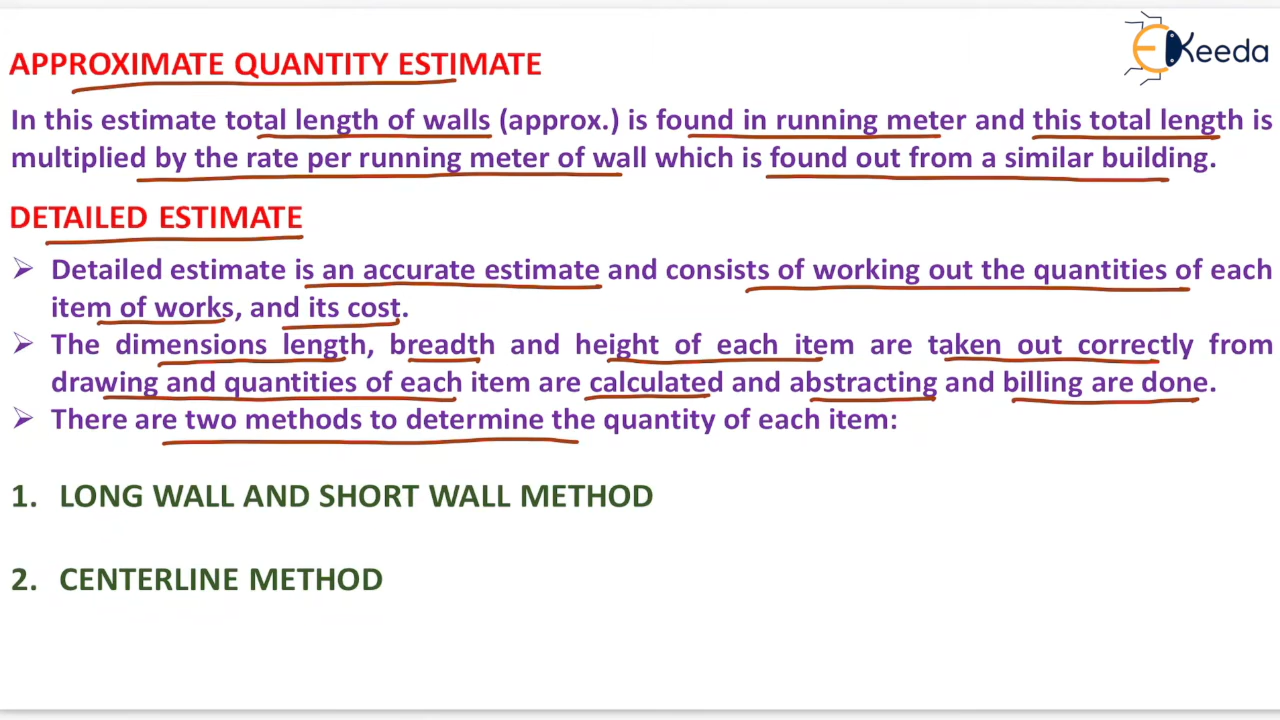 EKeeda
APPROXIMATE QUANTITY ESTIMATE
In this estimate total length of walls (approx.) is found in running meter and this total length is
multiplied by the rate per running meter of wall which is found out from a similar building.
DETAILED ESTIMATE
➢ Detailed estimate is an accurate estimate and consists of working out the quantities of each
item of works, and its cost.
➢ The dimensions length, breadth and height of each item are taken out correctly from
drawing and quantities of each item are calculated and abstracting and billing are done.
➢ There are two methods to determine the quantity of each item:
1. LONG WALL AND SHORT WALL METHOD
2. CENTERLINE METHOD